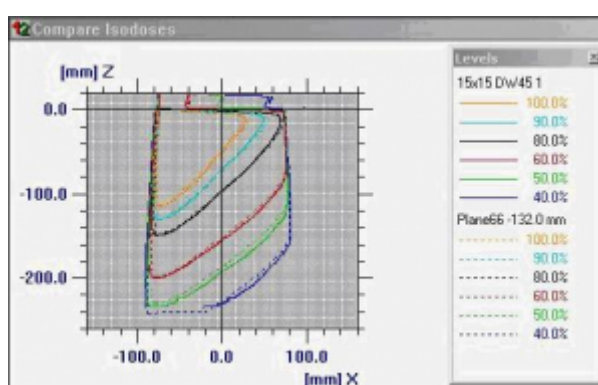 Compare Isodoses
[mm] Z
0.0
-100.0
-200.0
-100.0 0.0 100.0
[mm] X
Levels
15x15 DW45 1
100.0%
90.0%
80.0%
60.0%
50.0%
40.0%
Plane66 -132.0 mm
100.0%
90.0%
80.0%
60.0%
50.0%
40.0%